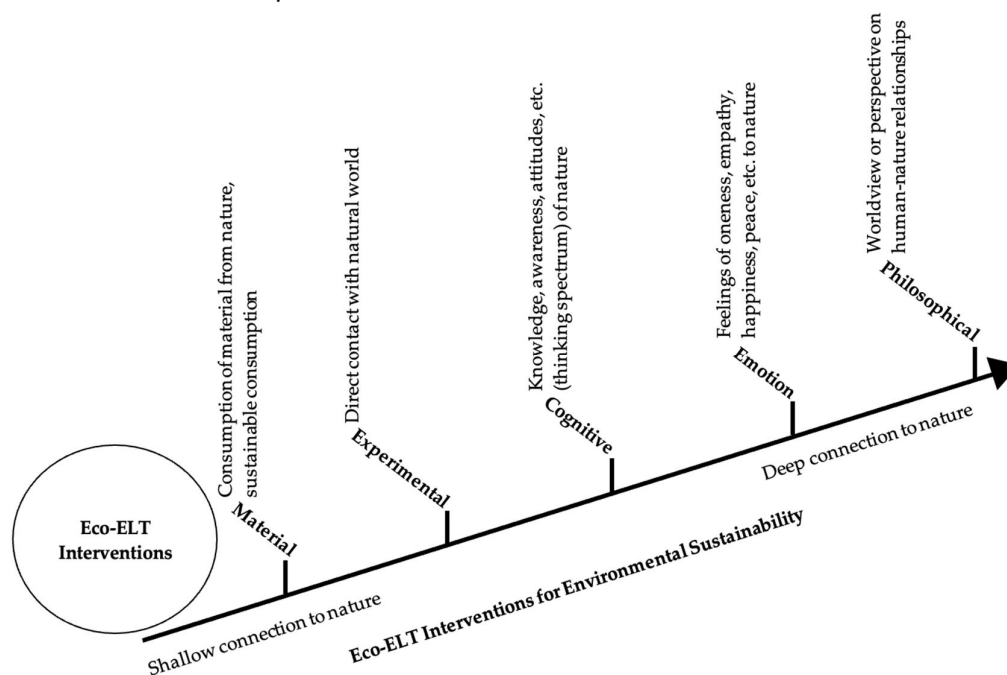 Eco-ELT
Interventions
Material
Consumption of material from nature,
sustainable consumption
Experimental
Direct contact with natural world
Cognitive
Knowledge, awareness, attitudes, etc.
(thinking spectrum) of nature
Emotion
Feelings of oneness, empathy,
happiness, peace, etc. to nature
Philosophical
Worldview or perspective on
human-nature relationships
Shallow connection to nature
Deep connection to nature
Eco-ELT Interventions for Environmental Sustainability